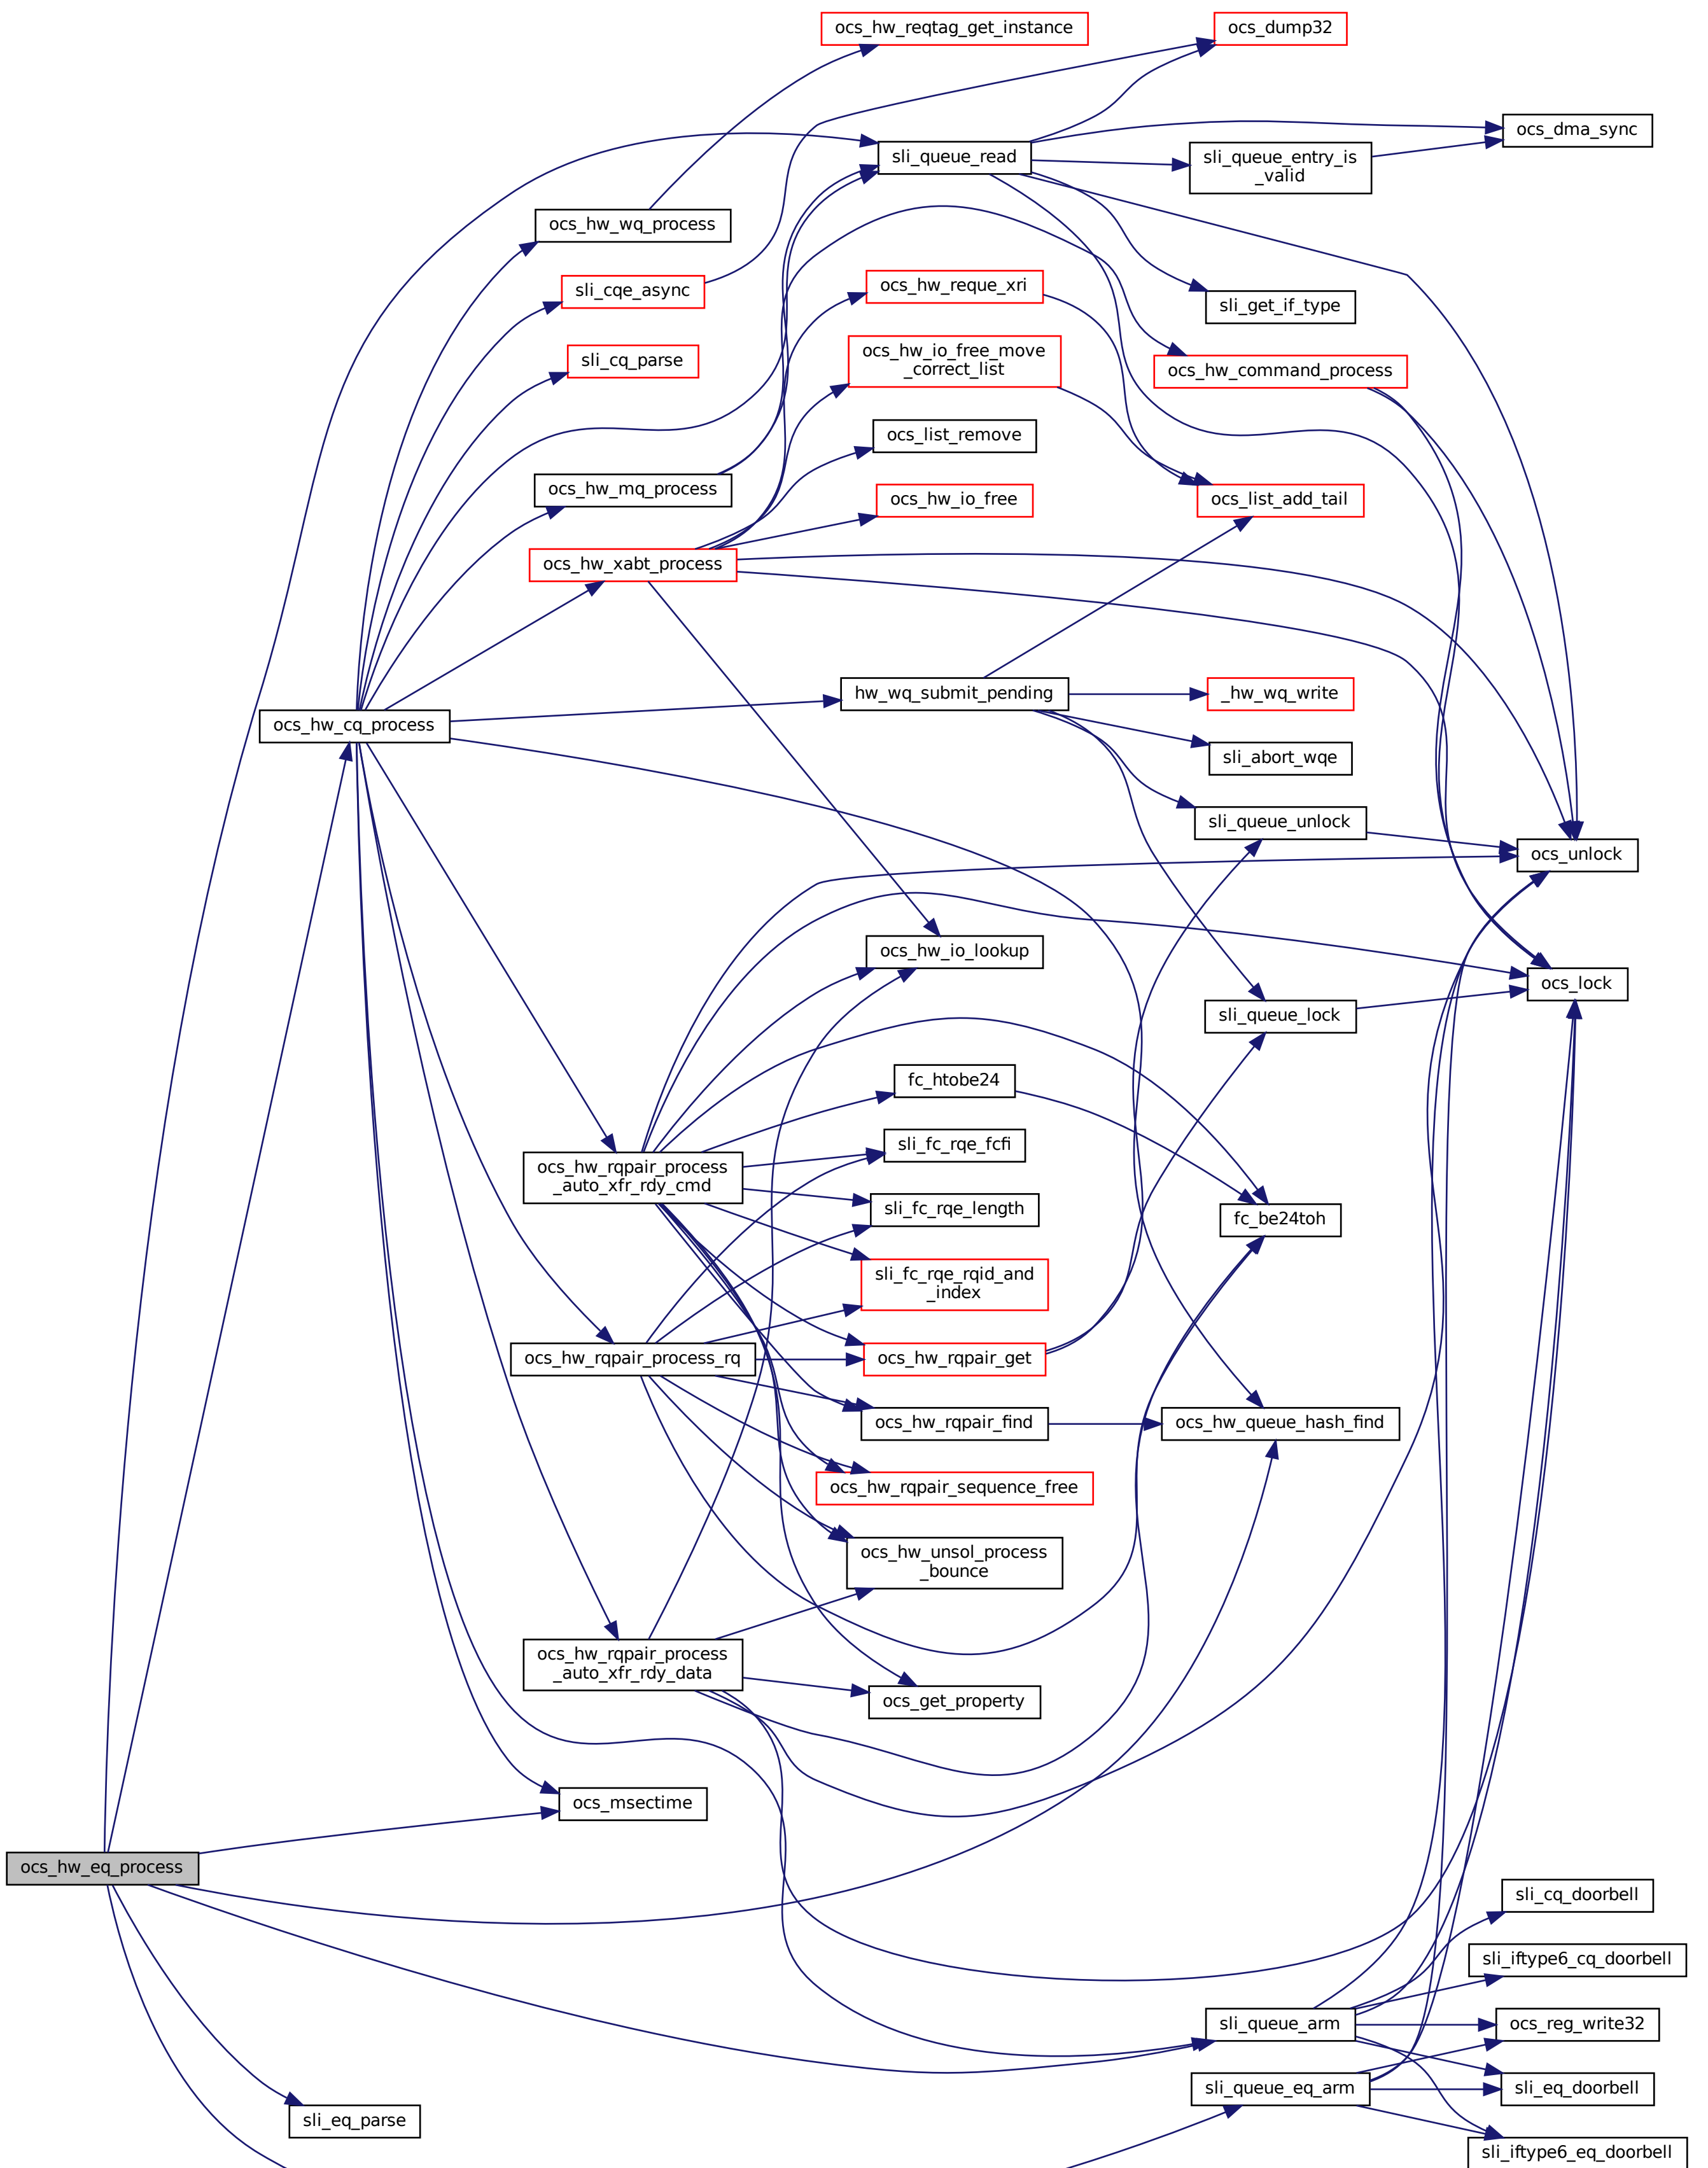 ocs_hw_reqtag_get_instance
ocs_dump32
ocs_dma_sync
sli_queue_read
sli_queue_entry_is
_valid
ocs_hw_wq_process
sli_cqe_async
ocs_hw_reque_xri
sli_get_if_type
sli_cq_parse
ocs_hw_io_free_move
_correct_list
ocs_hw_command_process
ocs_list_remove
ocs_hw_mq_process
ocs_hw_io_free
ocs_list_add_tail
ocs_hw_xabt_process
hw_wq_submit_pending
_hw_wq_write
ocs_hw_cq_process
sli_abort_wqe
sli_queue_unlock
ocs_unlock
ocs_hw_io_lookup
ocs_lock
sli_queue_lock
fc_htobe24
sli_fc_rqe_fcfi
ocs_hw_rqpair_process
_auto_xfr_rdy_cmd
sli_fc_rqe_length
fc_be24toh
sli_fc_rqe_rqid_and
_index
ocs_hw_rqpair_process_rq
ocs_hw_rqpair_get
ocs_hw_rqpair_find
ocs_hw_queue_hash_find
ocs_hw_rqpair_sequence_free
ocs_hw_unsol_process
_bounce
ocs_hw_rqpair_process
_auto_xfr_rdy_data
ocs_get_property
ocs_msectime
ocs_hw_eq_process
sli_cq_doorbell
sli_iftype6_cq_doorbell
sli_queue_arm
ocs_reg_write32
sli_queue_eq_arm
sli_eq_doorbell
sli_eq_parse
sli_iftype6_eq_doorbell